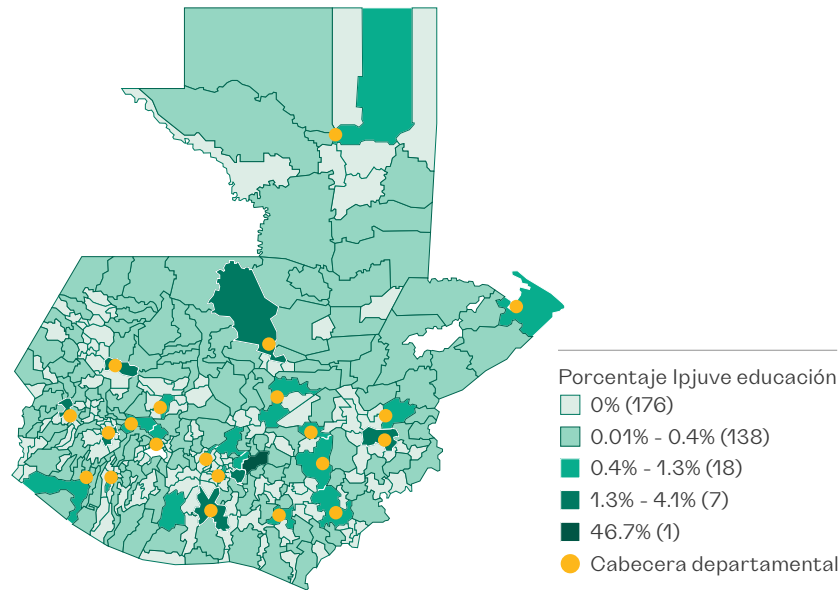 Porcentaje Ipjuve educación
0% (176)
0.01% - 0.4% (138)
0.4% - 1.3% (18)
1.3% - 4.1% (7)
46.7% (1)
Cabecera departamental